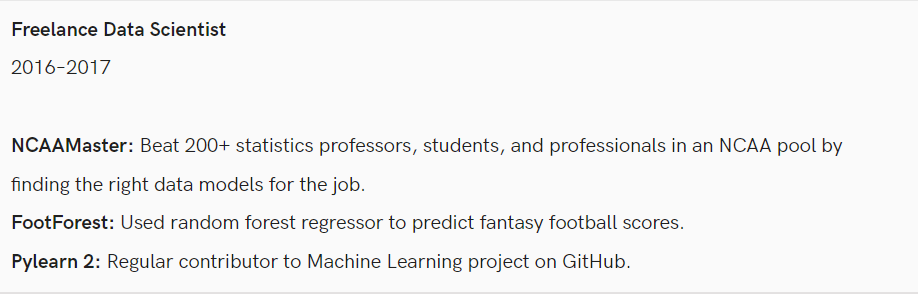 Freelance Data Scientist
2016–2017
NCAAMaster: Beat 200+ statistics professors, students, and professionals in an NCAA pool by
finding the right data models for the job.
FootForest: Used random forest regressor to predict fantasy football scores.
Pylearn 2: Regular contributor to Machine Learning project on GitHub.